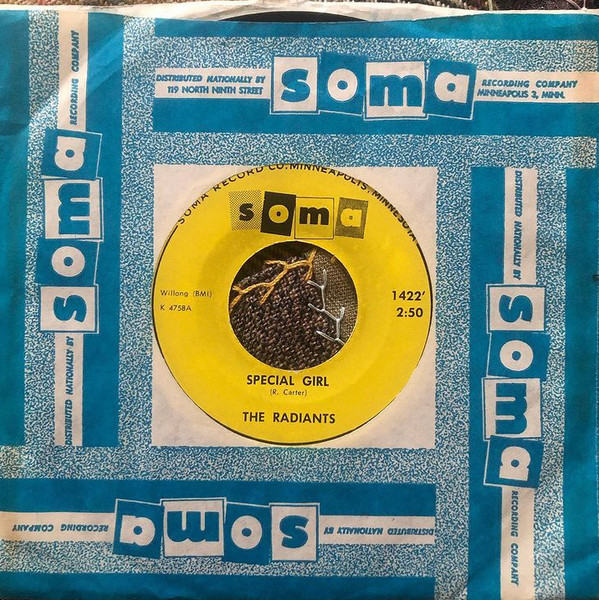 DISTRIBUTED NATIONALLY BY
119 NORTH NINTH STREET
soma
RECORDING COMPANY
MINNEAPOLIS 3, MINN.
DISTRIBUTED NATIONALLY BY
soma
RECORDING COMPANY
SOMA RECORD CO. MINNEAPOLIS, MINNESOTA
soma
Willong (BMI)
K 4758A
1422'
2:50
SPECIAL GIRL
(R. Carter)
THE RADIANTS
DISTRIBUTED NATIONALLY BY
soma
RECORDING COMPANY
DISTRIBUTED NATIONALLY BY
soma
RECORDING COMPANY